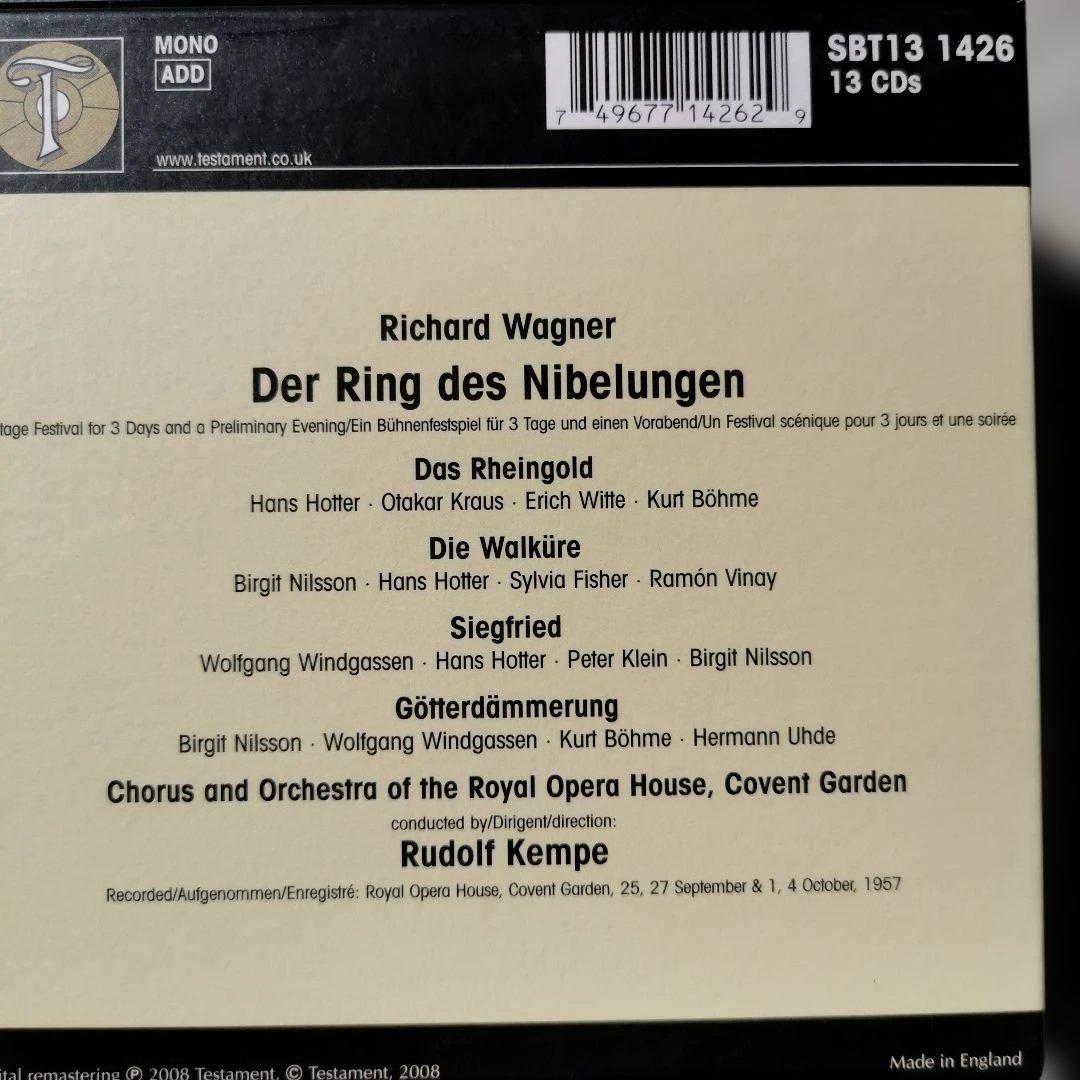 MONO
ADD
www.testament.co.uk
7 49677 14262 9
SBT13 1426
13 CDs
Richard Wagner
Der Ring des Nibelungen
Festival for 3 Days and a Preliminary Evening/Ein Bühnenfestspiel für 3 Tage und einen Vorabend/Un Festival scénique pour 3 jours et une soirée
Das Rheingold
Hans Hotter · Otakar Kraus · Erich Witte · Kurt Böhme
Die Walküre
Birgit Nilsson · Hans Hotter · Sylvia Fisher · Ramón Vinay
Siegfried
Wolfgang Windgassen · Hans Hotter · Peter Klein · Birgit Nilsson
Götterdämmerung
Birgit Nilsson · Wolfgang Windgassen · Kurt Böhme · Hermann Uhde
Chorus and Orchestra of the Royal Opera House, Covent Garden
conducted by/Dirigent/direction:
Rudolf Kempe
Recorded/Aufgenommen/Enregistré: Royal Opera House, Covent Garden, 25, 27 September & 1, 4 October, 1957
remastering ℗ 2008 Testament. © Testament, 2008
Made in England